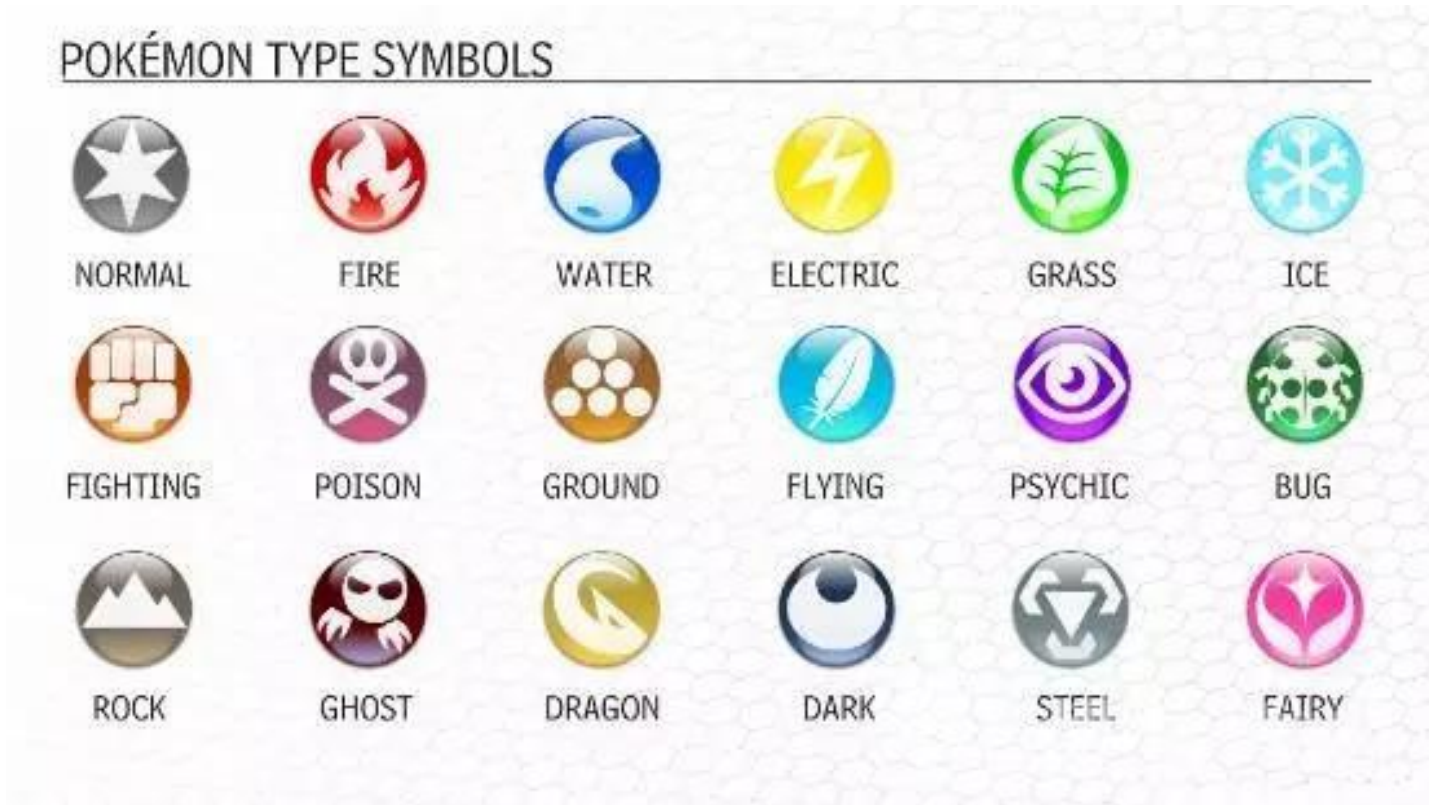 POKÉMON TYPE SYMBOLS
NORMAL FIRE WATER ELECTRIC GRASS ICE
FIGHTING POISON GROUND FLYING PSYCHIC BUG
ROCK GHOST DRAGON DARK STEEL FAIRY